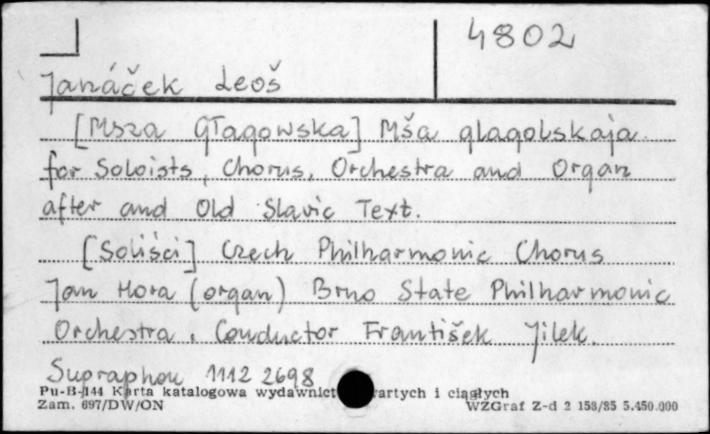 4802
Janáček Leoš
[Msza Głagowska] Mša glagolskaja
for Soloists, Chorus, Orchestra and Organ
after and Old Slavic Text.
[Soliści] Czech Philharmonic Chorus
Jan Hora (organ) Brno State Philharmonic
Orchestra, Conductor František Jilek.
Supraphon 1112 2698
Pu-B-144 Karta katalogowa wydawnict artych i ciągłych
Zam. 697/DW/ON WZGraf Z-d 2 158/85 5.450.000